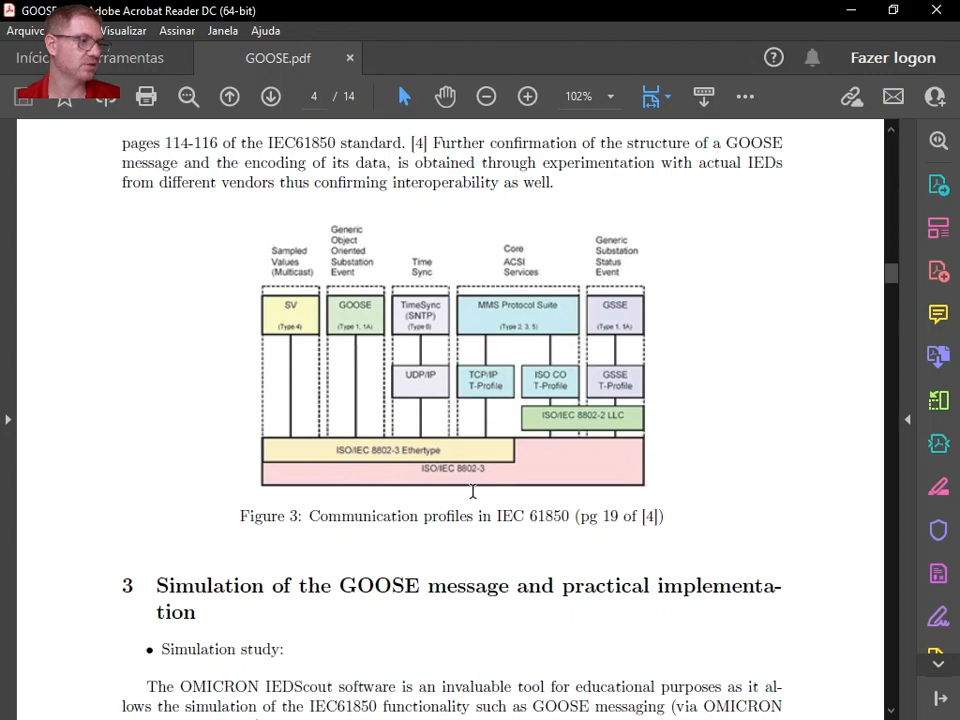 GOOSE
Adobe Acrobat Reader DC (64-bit)
Arquivo
Visualizar Assinar Janela Ajuda
Início
GOOSE.pdf
Fazer logon
4 / 14
102%
pages 114-116 of the IEC61850 standard. [4] Further confirmation of the structure of a GOOSE
message and the encoding of its data, is obtained through experimentation with actual IEDs
from different vendors thus confirming interoperability as well.
Sampled
Values
(Multicast)
Generic
Object
Oriented
Substation
Event
Time
Sync
Core
ACSI
Services
Generic
Substation
Status
Event
SV
(Type 4)
GOOSE
(Type 1, 1A)
TimeSync
(SNTP)
(Type 6)
MMS Protocol Suite
(Type 2, 3, 5)
GSSE
(Type 1, 1A)
UDP/IP
TCP/IP
T-Profile
ISO CO
T-Profile
GSSE
T-Profile
ISO/IEC 8802-2 LLC
ISO/IEC 8802-3 Ethertype
ISO/IEC 8802-3
Figure 3: Communication profiles in IEC 61850 (pg 19 of [4])
3 Simulation of the GOOSE message and practical implementa-
tion
• Simulation study:
The OMICRON IEDScout software is an invaluable tool for educational purposes as it al-
lows the simulation of the IEC61850 functionality such as GOOSE messaging (via OMICRON